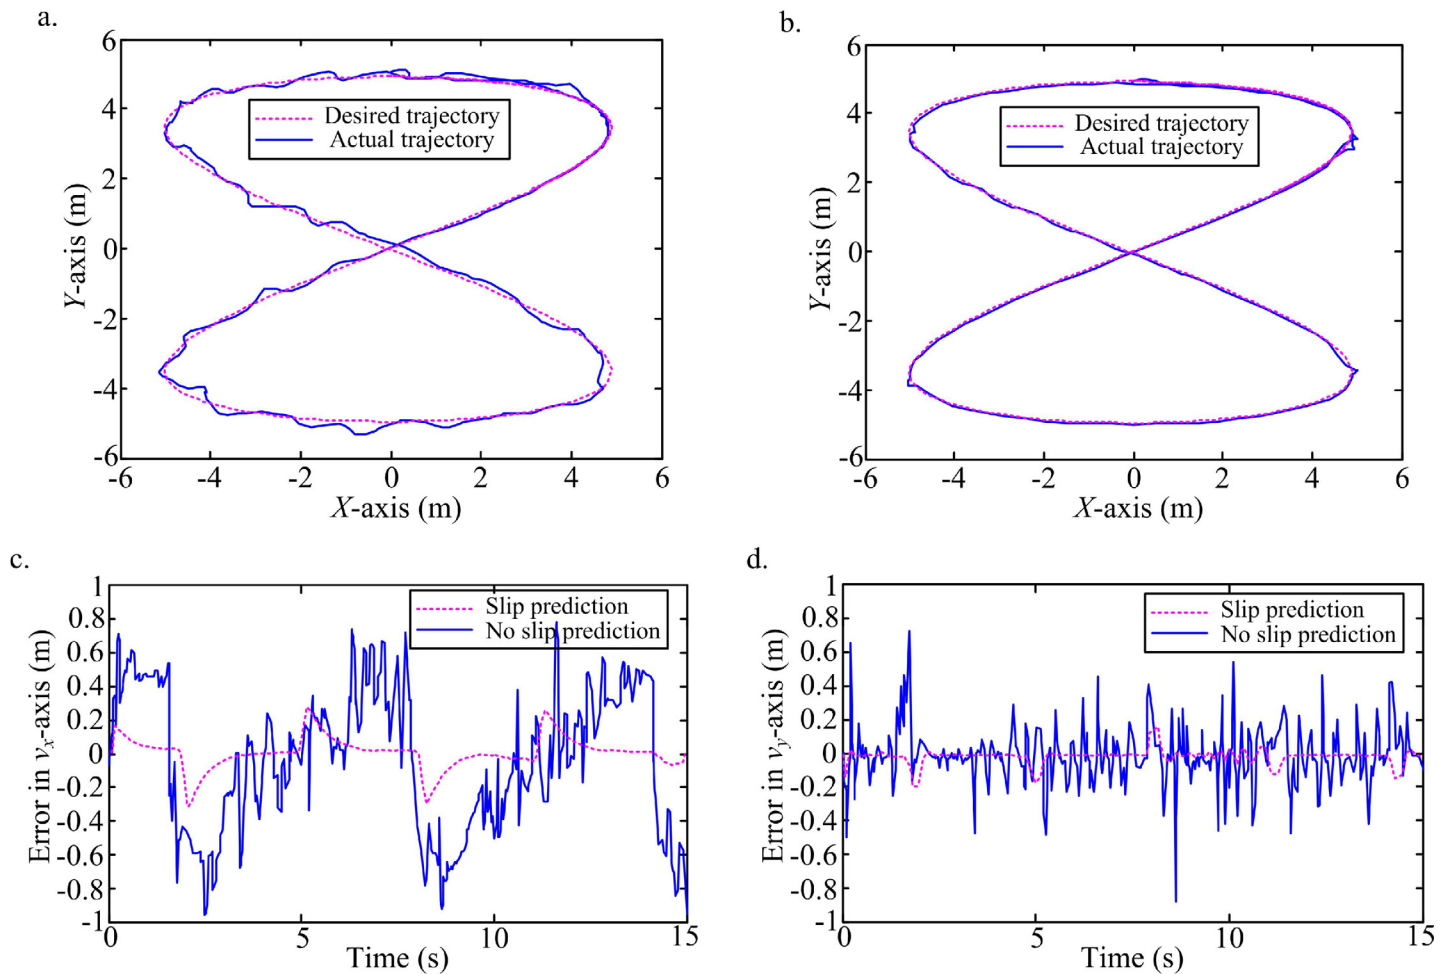 a.
6
4
2
0
-2
-4
-6
-6 -4 -2 0 2 4 6
Y-axis (m)
X-axis (m)
Desired trajectory
Actual trajectory
b.
6
4
2
0
-2
-4
-6
-6 -4 -2 0 2 4 6
Y-axis (m)
X-axis (m)
Desired trajectory
Actual trajectory
c.
1
0.8
0.6
0.4
0.2
0
-0.2
-0.4
-0.6
-0.8
-1
0 5 10 15
Error in vx-axis (m)
Time (s)
Slip prediction
No slip prediction
d.
1
0.8
0.6
0.4
0.2
0
-0.2
-0.4
-0.6
-0.8
-1
0 5 10 15
Error in vy-axis (m)
Time (s)
Slip prediction
No slip prediction